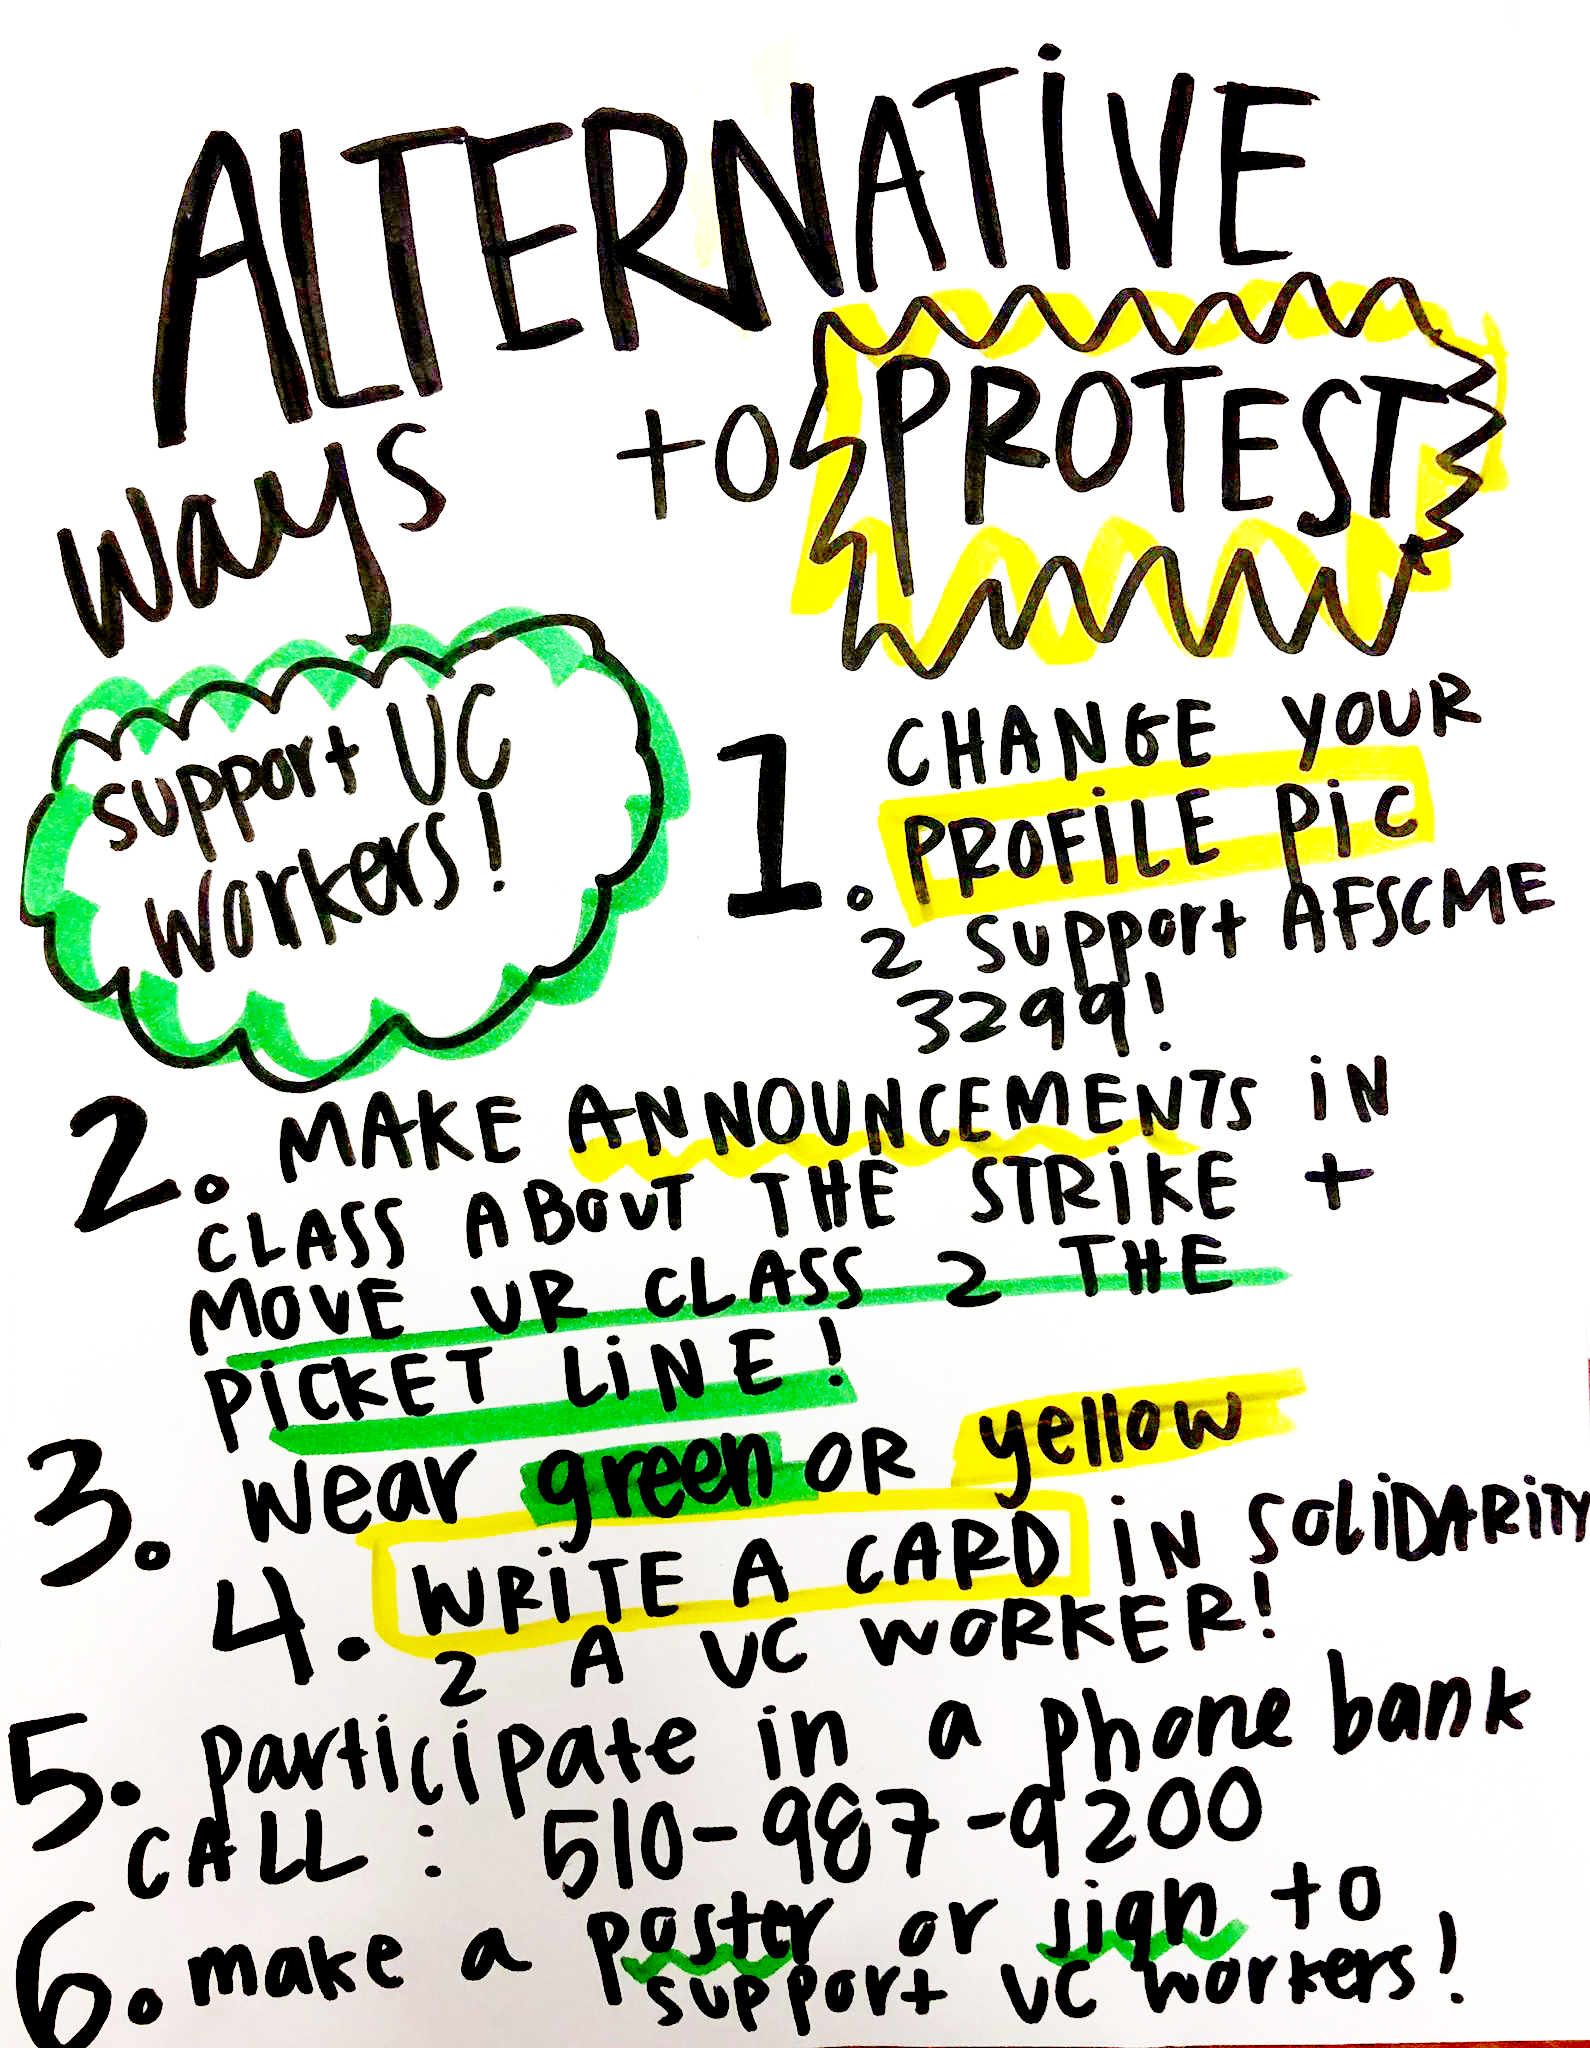 ALTERNATIVE
ways to PROTEST
support UC
workers!
1. CHANGE YOUR
PROFILE PIC
2 support AFSCME
3299!
2. MAKE ANNOUNCEMENTS IN
CLASS ABOUT THE STRIKE +
MOVE UR CLASS 2 THE
PICKET LINE!
3. wear green OR yellow
4. WRITE A CARD IN SOLIDARITY
2 A UC WORKER!
5. participate in a phone bank
CALL: 510-987-9200
6. make a poster or sign to
support UC workers!